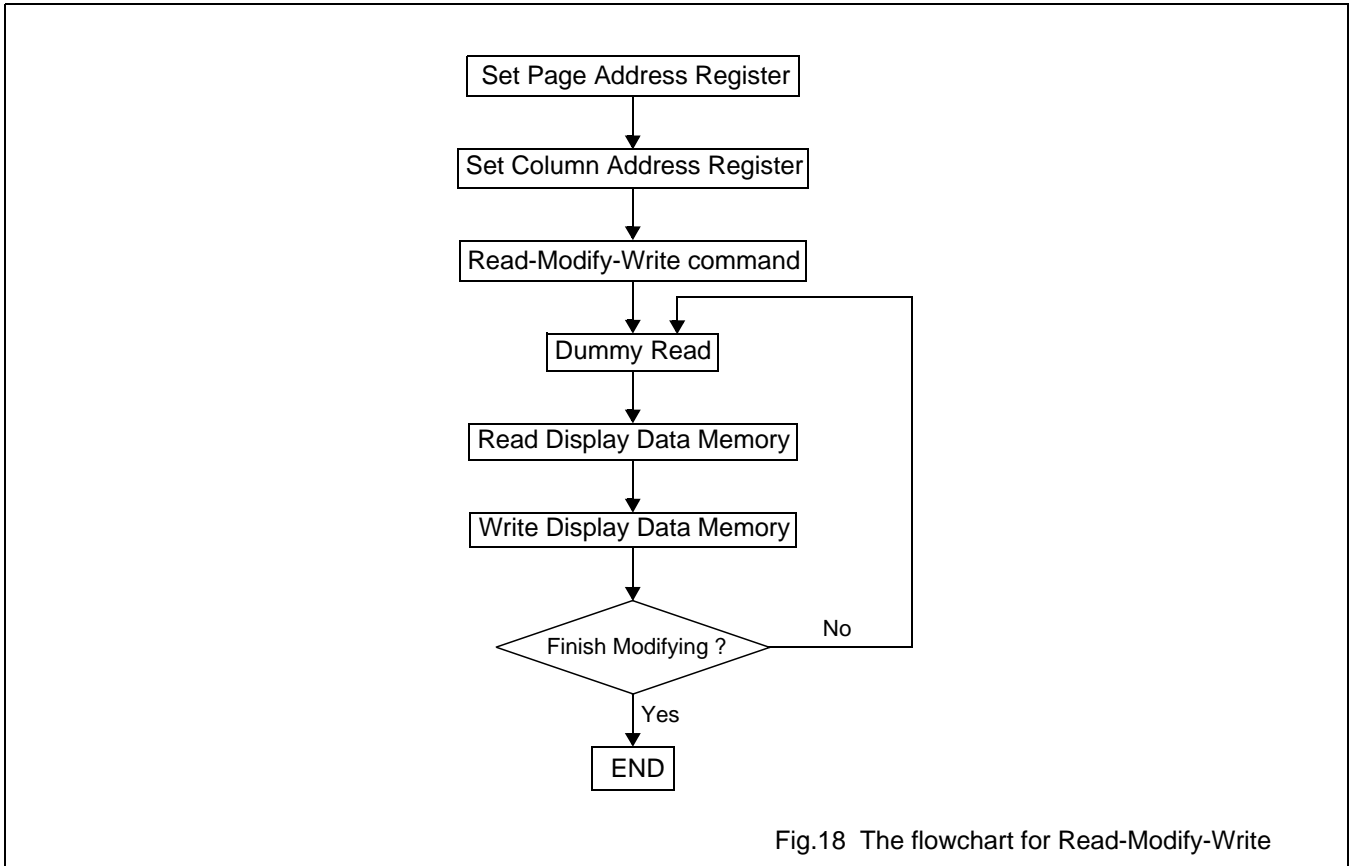 Set Page Address Register
Set Column Address Register
Read-Modify-Write command
Dummy Read
Read Display Data Memory
Write Display Data Memory
Finish Modifying ?
No
Yes
END
Fig.18 The flowchart for Read-Modify-Write